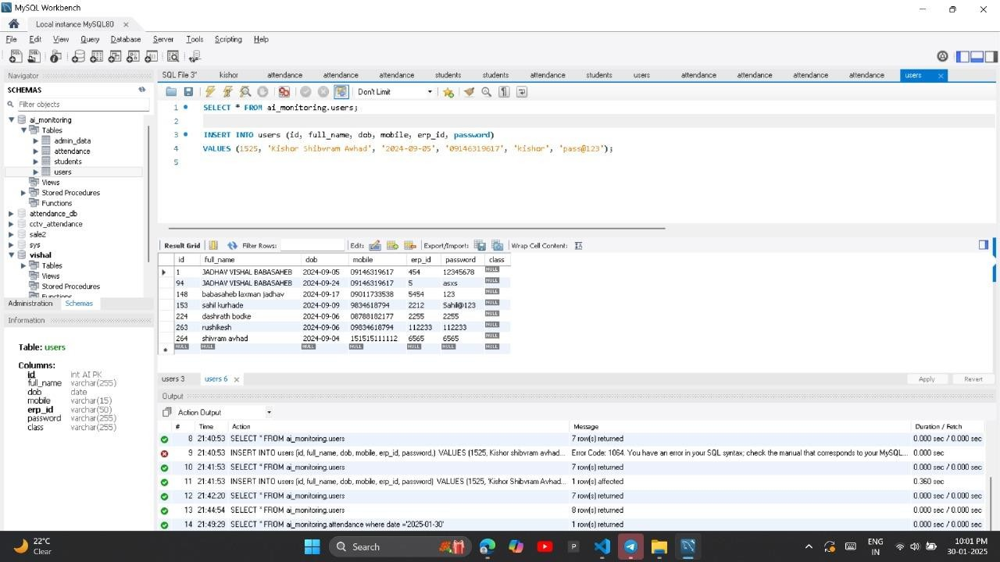 MySQL Workbench
Local instance MySQL80
File Edit View Query Database Server Tools Scripting Help
Navigator
SCHEMAS
Filter objects
ai_monitoring
Tables
admin_data
attendance
students
users
Views
Stored Procedures
Functions
attendance_db
cctv_attendance
sale2
sys
vishal
Tables
Views
Stored Procedures
Functions
Administration Schemas
Information
Table: users
Columns:
id int AI PK
full_name varchar(255)
dob date
mobile varchar(15)
erp_id varchar(50)
password varchar(255)
class varchar(255)
SQL File 3* kishor attendance attendance attendance students students attendance students users attendance attendance attendance attendance users
Don't Limit
1 SELECT * FROM ai_monitoring.users;
2
3 INSERT INTO users (id, full_name, dob, mobile, erp_id, password)
4 VALUES (1525, 'Kishor Shibvram Avhad', '2024-09-05', '09146319617', 'kishor', 'pass@123');
5
Result Grid Filter Rows: Edit: Export/Import: Wrap Cell Content:
id full_name dob mobile erp_id password class
1 JADHAV VISHAL BABASAHEB 2024-09-05 09146319617 454 12345678 NULL
94 JADHAV VISHAL BABASAHEB 2024-09-24 09146319617 5 asxs NULL
148 babasaheb laxman jadhav 2024-09-17 09011733538 5454 123 NULL
153 sahil kurhade 2024-09-09 9834618794 2212 Sahil@123 NULL
224 dashrath bodke 2024-09-06 08788182177 2255 2255 NULL
263 rushikesh 2024-09-06 09834618794 112233 112233 NULL
264 shivram avhad 2024-09-04 151515111112 6565 6565 NULL
NULL NULL NULL NULL NULL NULL NULL
users 3 users 6 Apply Revert
Output
Action Output
# Time Action Message Duration / Fetch
8 21:40:53 SELECT * FROM ai_monitoring.users 7 row(s) returned 0.000 sec / 0.000 sec
9 21:40:53 INSERT INTO users (id, full_name, dob, mobile, erp_id, password,) VALUES (1525, Kishor shibvram avhad... Error Code: 1064. You have an error in your SQL syntax; check the manual that corresponds to your MySQL... 0.000 sec
10 21:41:53 SELECT * FROM ai_monitoring.users 7 row(s) returned 0.000 sec / 0.000 sec
11 21:41:53 INSERT INTO users (id, full_name, dob, mobile, erp_id, password) VALUES (1525, 'Kishor Shibvram Avhad'... 1 row(s) affected 0.360 sec
12 21:42:20 SELECT * FROM ai_monitoring.users 7 row(s) returned 0.000 sec / 0.000 sec
13 21:44:54 SELECT * FROM ai_monitoring.users 8 row(s) returned 0.000 sec / 0.000 sec
14 21:49:29 SELECT * FROM ai_monitoring.attendance where date ='2025-01-30' 1 row(s) returned 0.000 sec / 0.000 sec
22°C
Clear
Search
ENG
IN
10:01 PM
30-01-2025